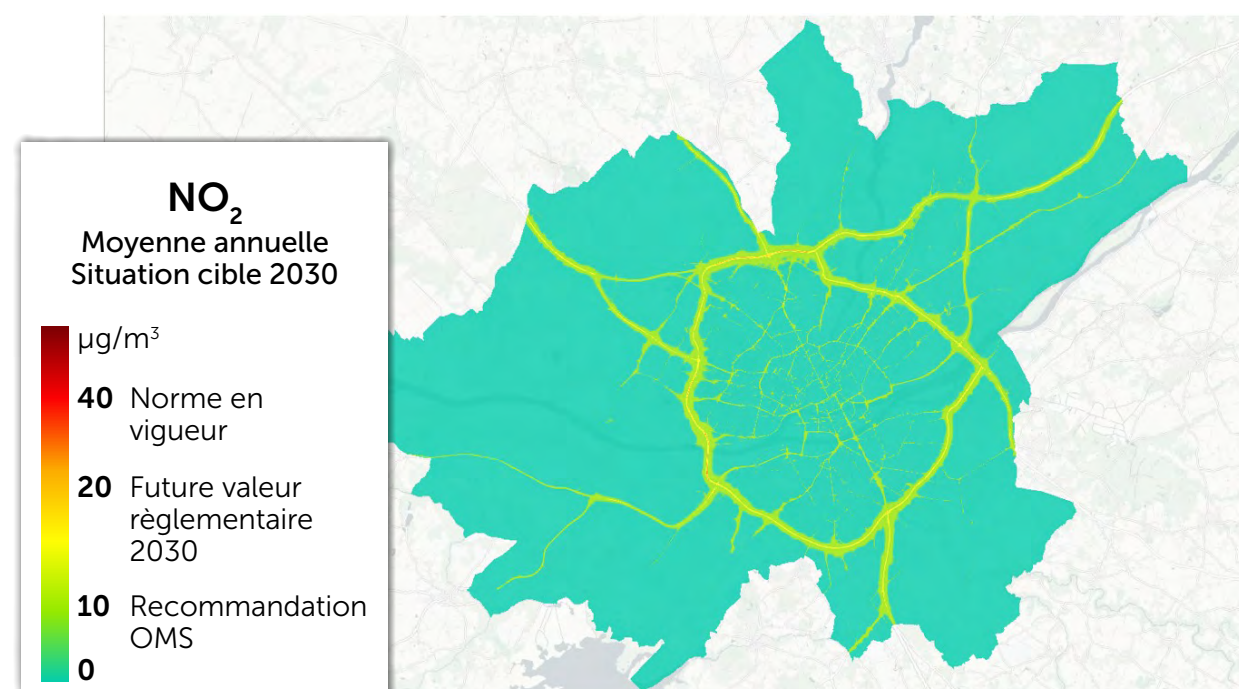 NO₂
Moyenne annuelle
Situation cible 2030
µg/m³
40 Norme en
vigueur
20 Future valeur
règlementaire
2030
10 Recommandation
OMS
0